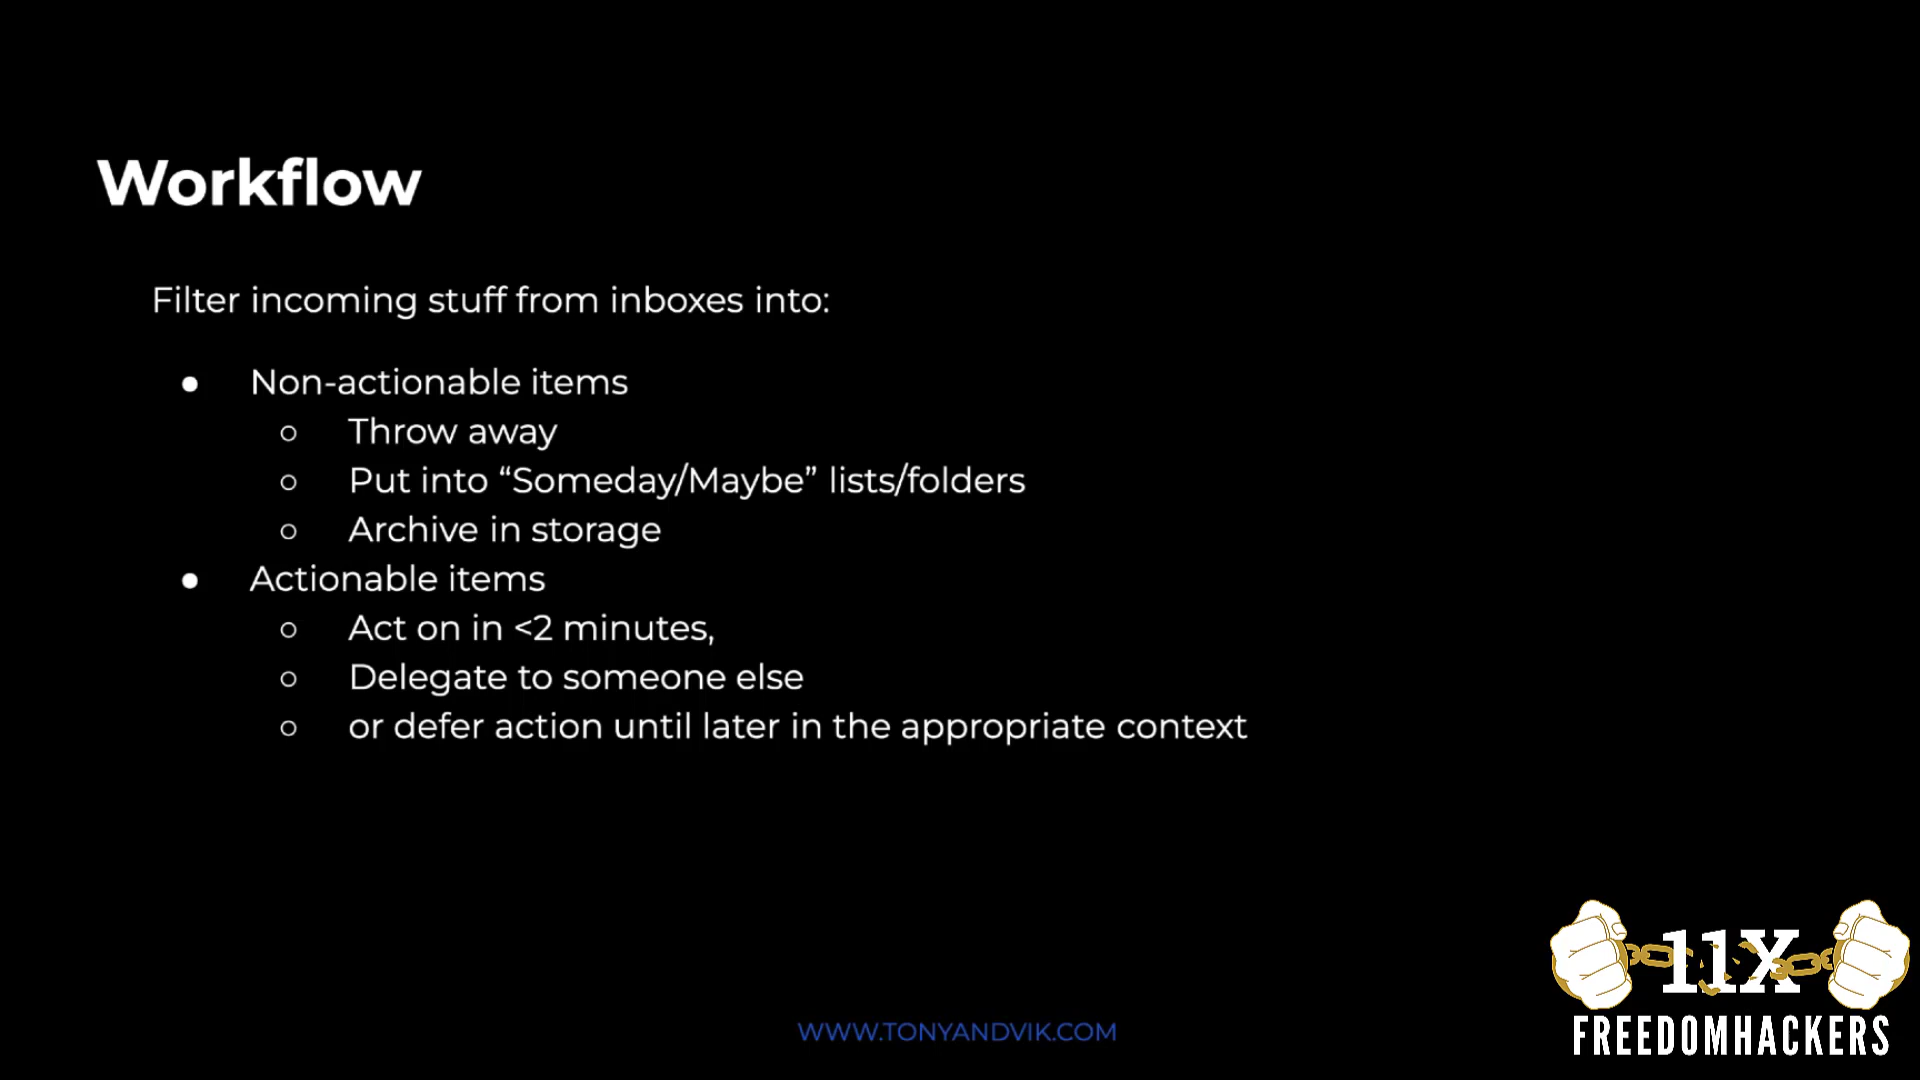 Workflow
Filter incoming stuff from inboxes into:
● Non-actionable items
○ Throw away
○ Put into “Someday/Maybe” lists/folders
○ Archive in storage
● Actionable items
○ Act on in <2 minutes,
○ Delegate to someone else
○ or defer action until later in the appropriate context
11X
FREEDOMHACKERS
WWW.TONYANDVIK.COM